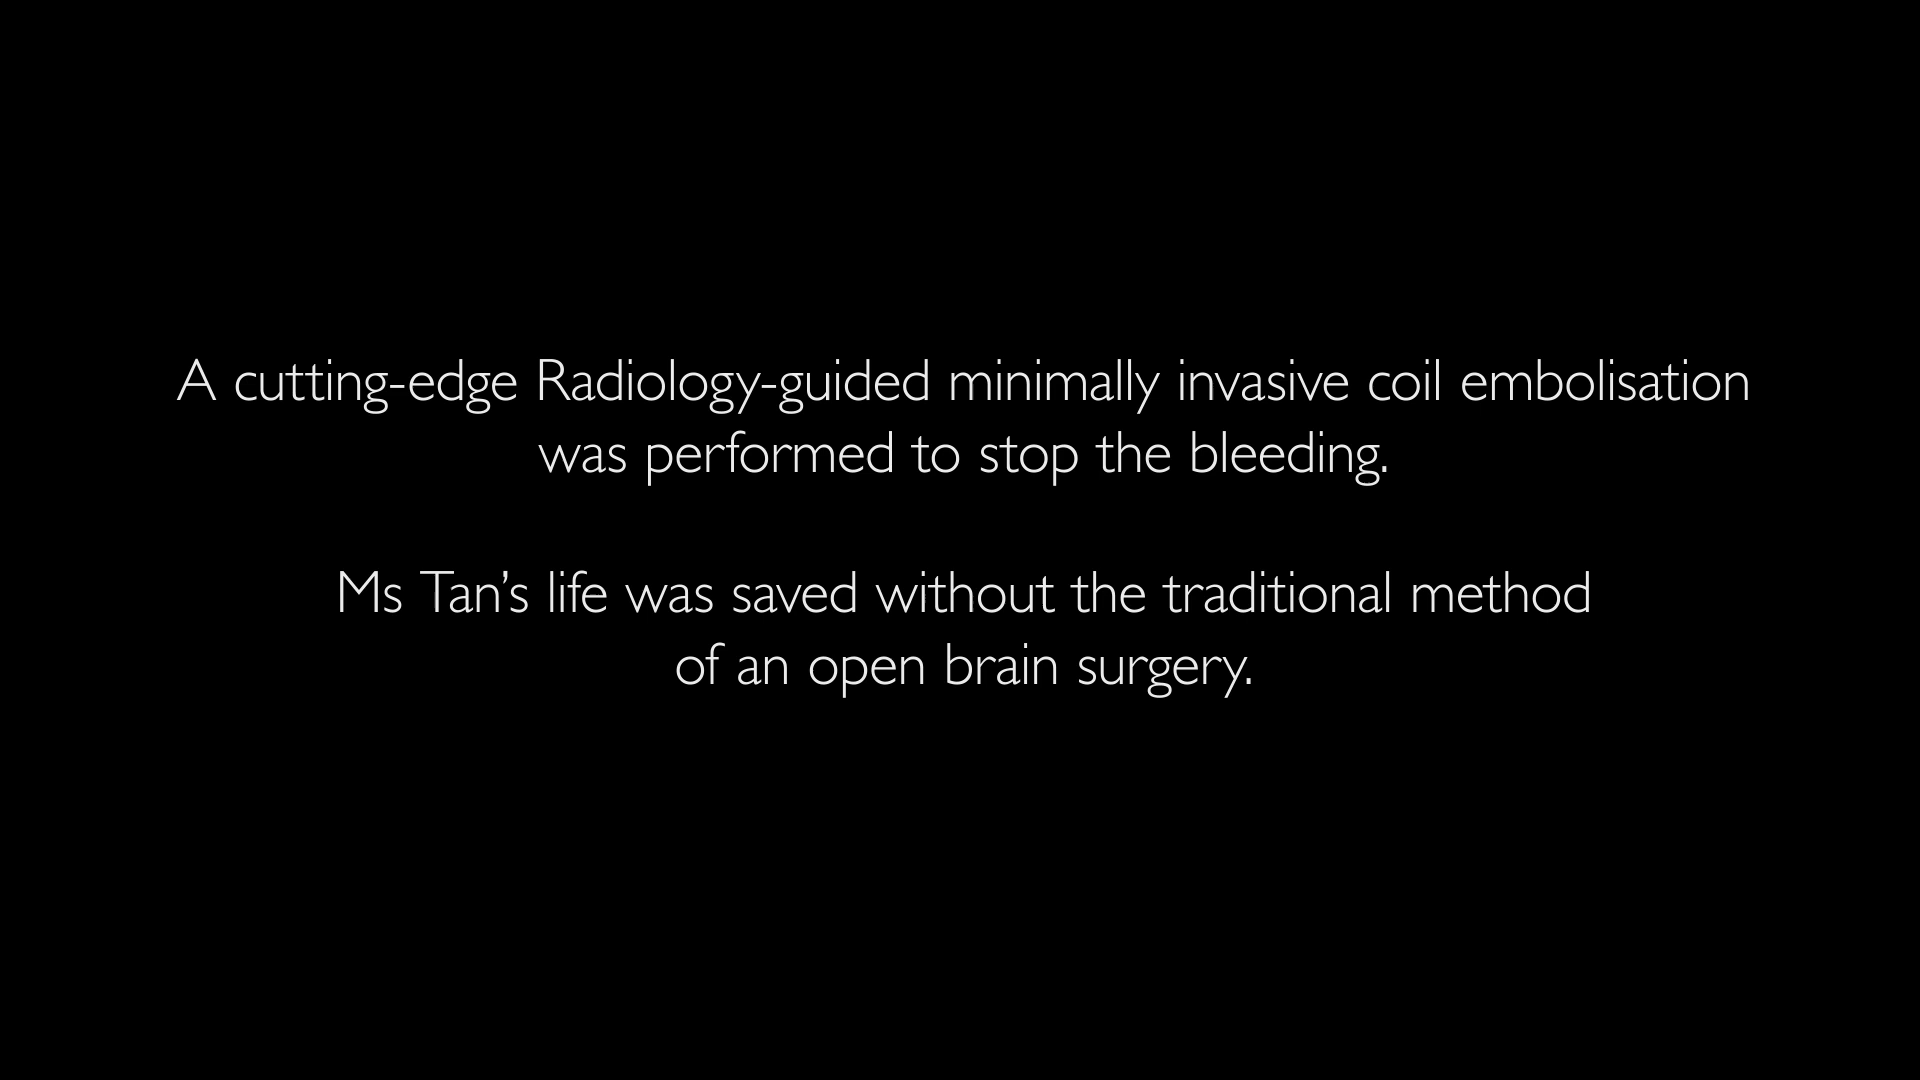 A cutting-edge Radiology-guided minimally invasive coil embolisation
was performed to stop the bleeding.
Ms Tan’s life was saved without the traditional method
of an open brain surgery.